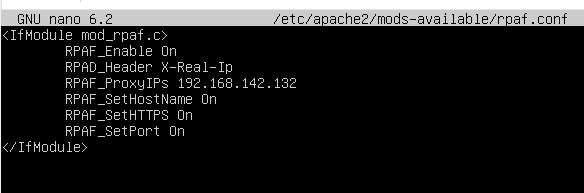 GNU nano 6.2 /etc/apache2/mods-available/rpaf.conf
<IfModule mod_rpaf.c>
RPAF_Enable On
RPAD_Header X-Real-Ip
RPAF_ProxyIPs 192.168.142.132
RPAF_SetHostName On
RPAF_SetHTTPS On
RPAF_SetPort On
</IfModule>